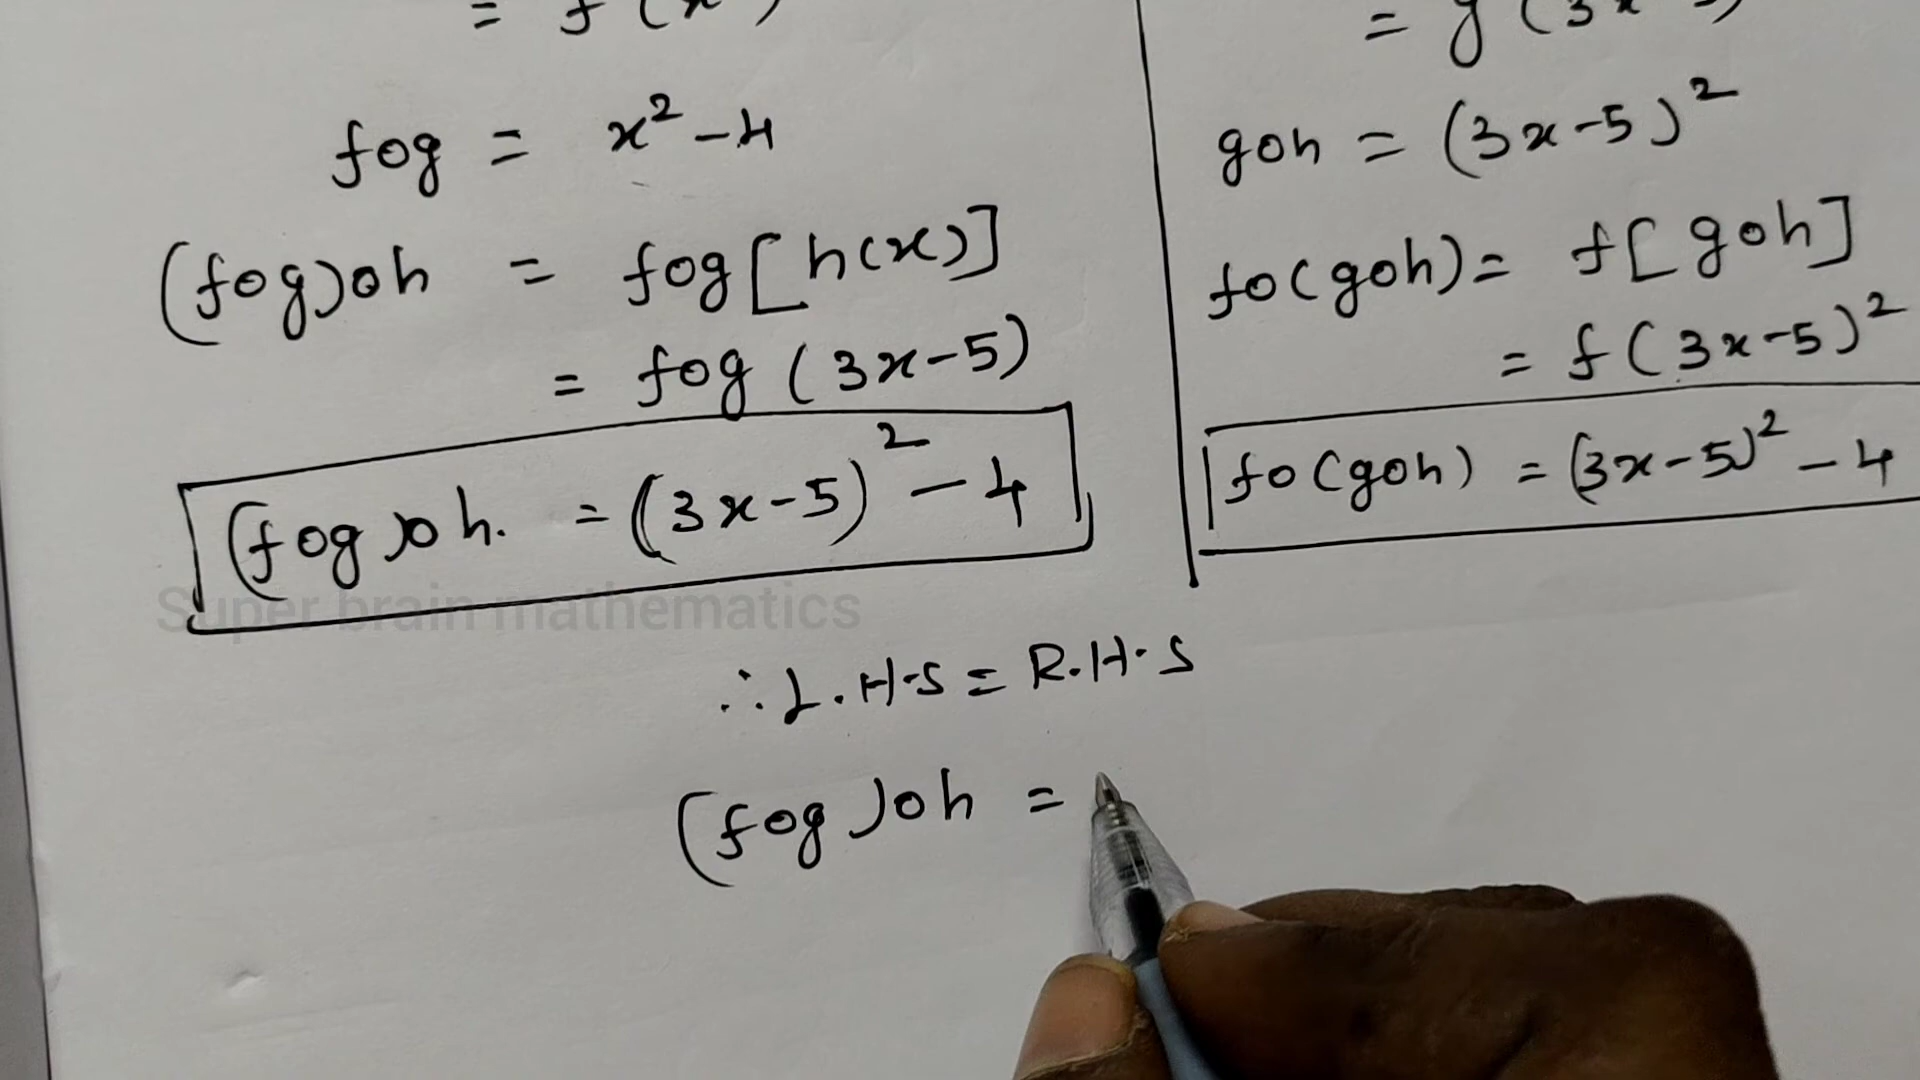 = f(x
fog = x² - 4
(fog)oh = fog[h(x)]
= fog (3x-5)
(fog)oh. = (3x-5)² - 4
= g(3x
goh = (3x-5)²
fo(goh) = f[goh]
= f(3x-5)²
fo(goh) = (3x-5)² - 4
Super brain mathematics
∴ L.H.S = R.H.S
(fog)oh =